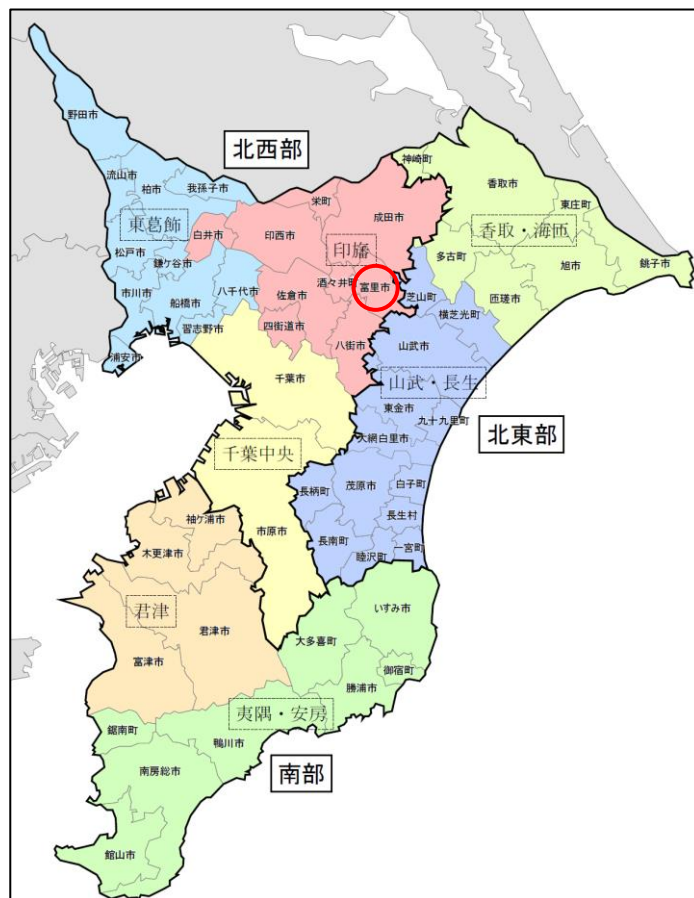 野田市
北西部
流山市
柏市
我孫子市
東葛飾
白井市
松戸市
鎌ケ谷市
市川市
船橋市
八千代市
習志野市
浦安市
栄町
成田市
印西市
印旛
酒々井町
富里市
佐倉市
四街道市
八街市
神崎町
香取市
東庄町
香取・海匝
多古町
旭市
銚子市
匝瑳市
芝山町
横芝光町
山武市
山武・長生
東金市
九十九里町
大網白里市
北東部
白子町
長柄町
茂原市
長生村
長南町
睦沢町
一宮町
千葉市
千葉中央
市原市
袖ケ浦市
木更津市
君津
君津市
富津市
いすみ市
大多喜町
御宿町
勝浦市
夷隅・安房
鋸南町
鴨川市
南房総市
南部
館山市